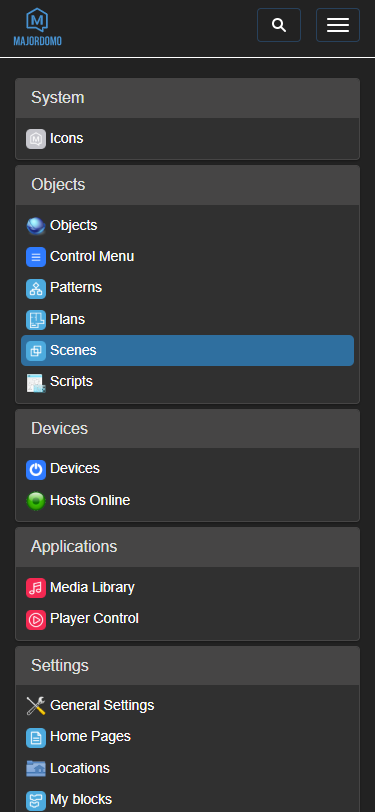 MAJORDOMO
System
Icons
Objects
Objects
Control Menu
Patterns
Plans
Scenes
Scripts
Devices
Devices
Hosts Online
Applications
Media Library
Player Control
Settings
General Settings
Home Pages
Locations
My blocks